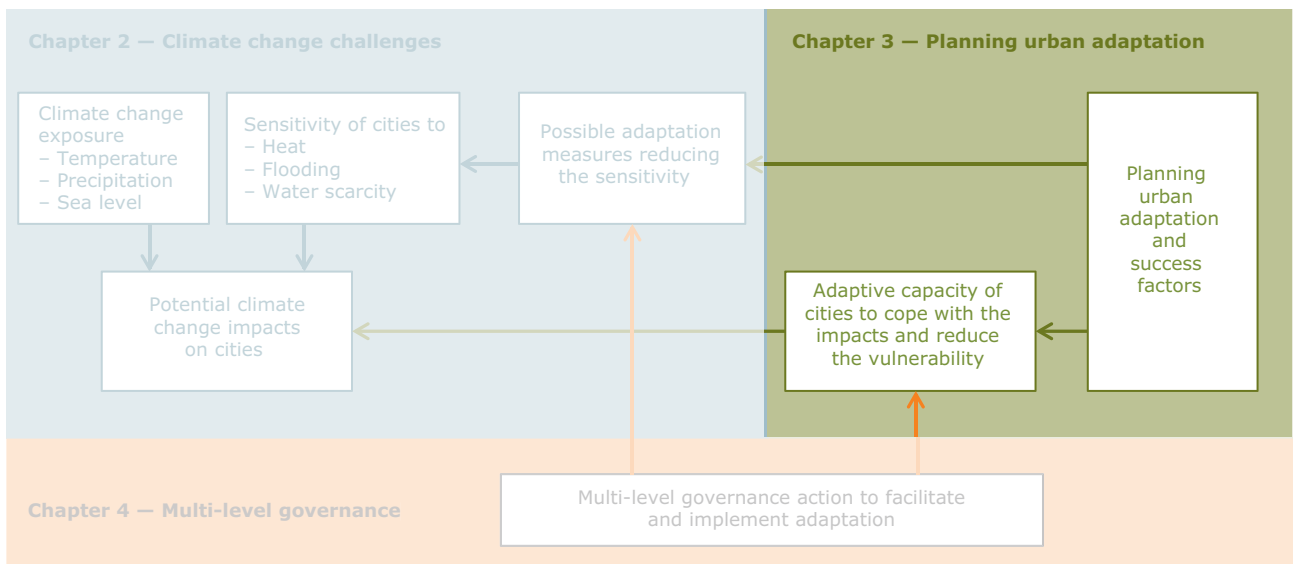 Chapter 2 — Climate change challenges
Chapter 3 — Planning urban adaptation
Climate change
exposure
– Temperature
– Precipitation
– Sea level
Sensitivity of cities to
– Heat
– Flooding
– Water scarcity
Possible adaptation
measures reducing
the sensitivity
Planning
urban
adaptation
and
success
factors
Potential climate
change impacts
on cities
Adaptive capacity of
cities to cope with the
impacts and reduce
the vulnerability
Chapter 4 — Multi-level governance
Multi-level governance action to facilitate
and implement adaptation